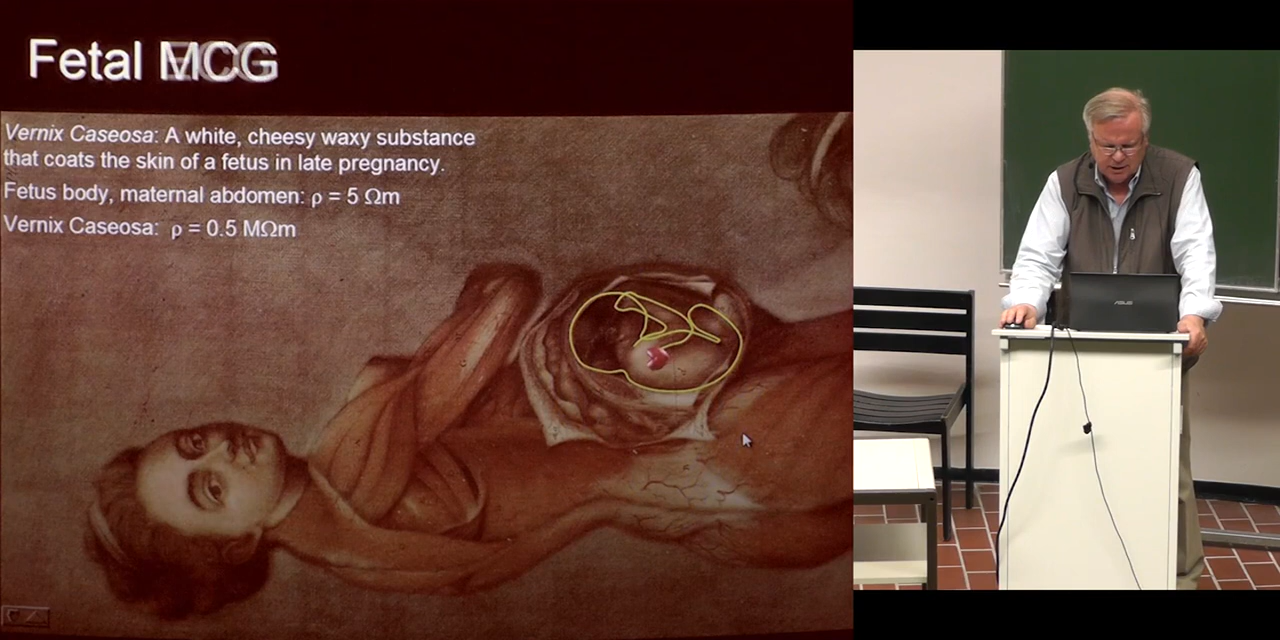 Fetal MCG
Vernix Caseosa: A white, cheesy waxy substance
that coats the skin of a fetus in late pregnancy.
Fetus body, maternal abdomen: ρ = 5 Ωm
Vernix Caseosa: ρ = 0.5 MΩm
ASUS